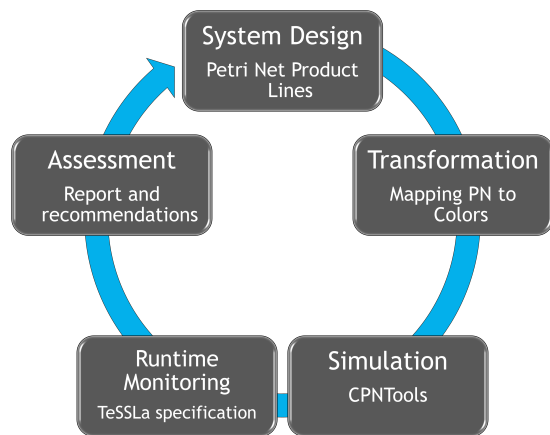 System Design
Petri Net Product
Lines
Transformation
Mapping PN to
Colors
Simulation
CPNTools
Runtime
Monitoring
TeSSLa specification
Assessment
Report and
recommendations